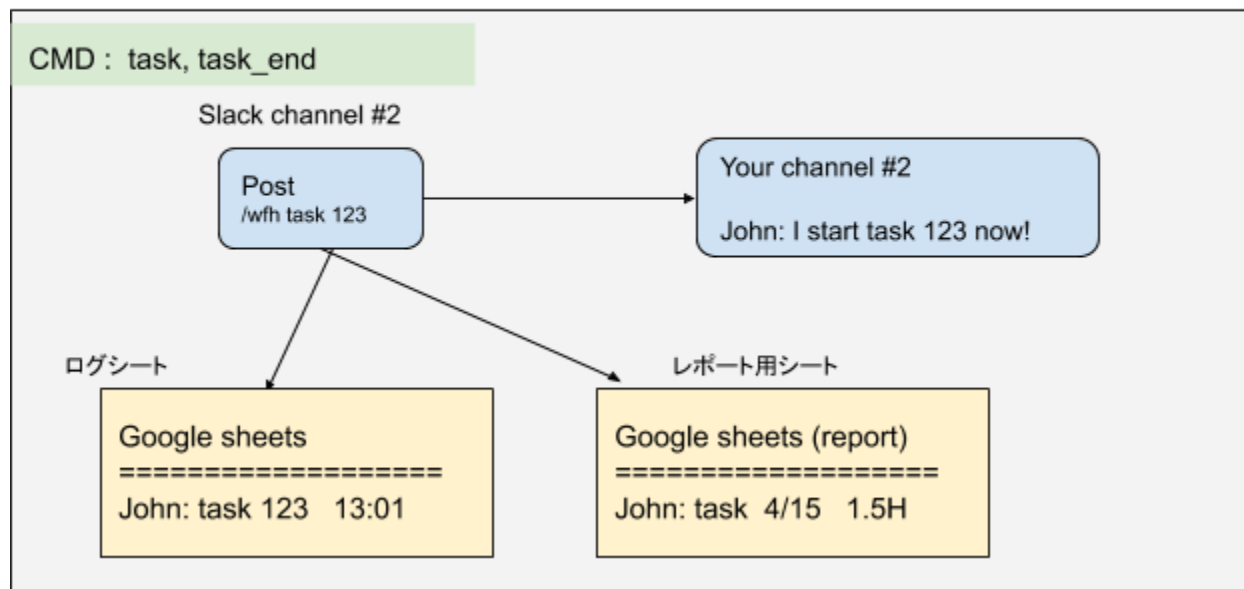 CMD :  task, task_end
Slack channel #2
Post
/wfh task 123
Your channel #2
John: I start task 123 now!
ログシート
レポート用シート
Google sheets
===================
John: task 123   13:01
Google sheets (report)
===================
John: task  4/15   1.5H